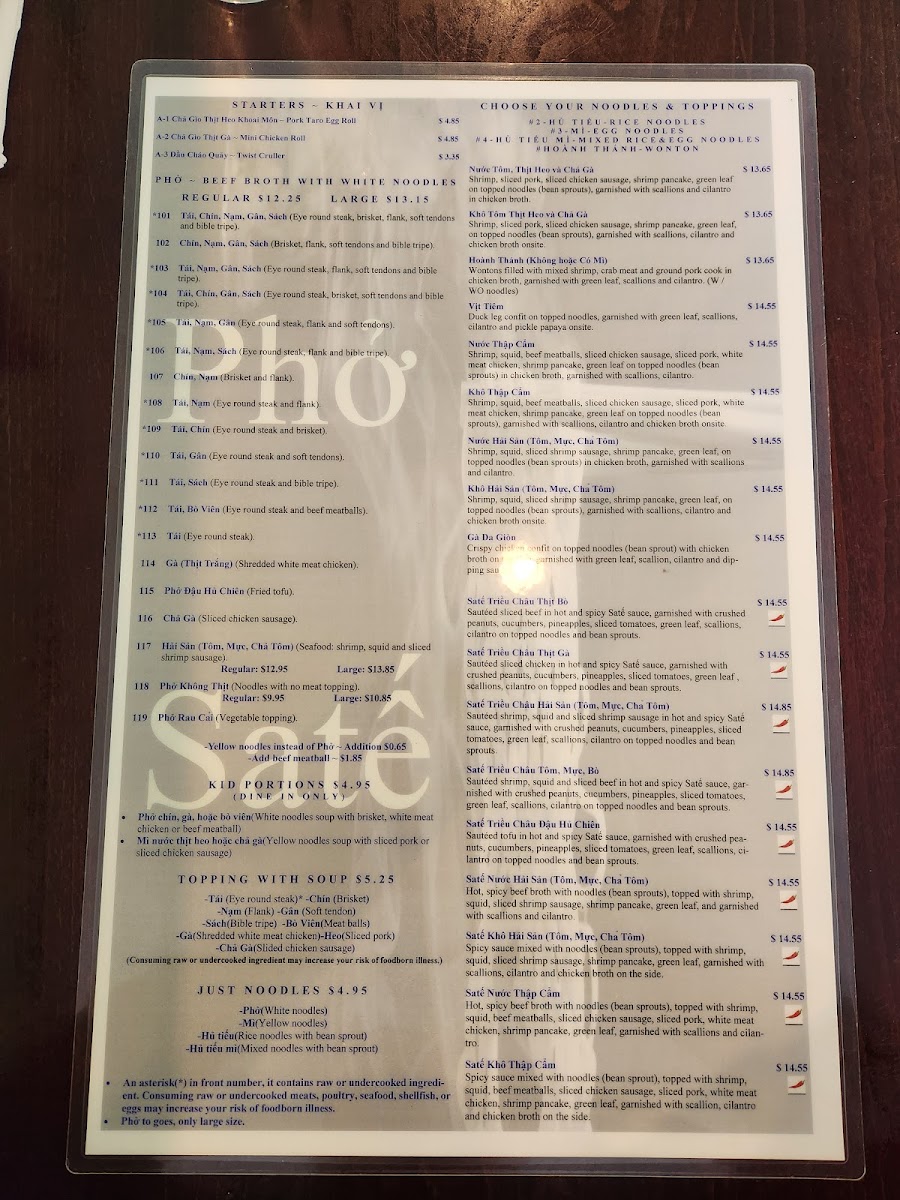 STARTERS ~ KHAI VỊ
A-1 Chả Giò Thịt Heo Khoai Môn ~ Pork Taro Egg Roll $ 4.85
A-2 Chả Giò Thịt Gà ~ Mini Chicken Roll $ 4.85
A-3 Dầu Cháo Quảy ~ Twist Cruller $ 3.35
PHỞ ~ BEEF BROTH WITH WHITE NOODLES
REGULAR $12.25 LARGE $13.15
*101 Tái, Chín, Nạm, Gân, Sách (Eye round steak, brisket, flank, soft tendons
and bible tripe).
102 Chín, Nạm, Gân, Sách (Brisket, flank, soft tendons and bible tripe).
*103 Tái, Nạm, Gân, Sách (Eye round steak, flank, soft tendons and bible
tripe).
*104 Tái, Chín, Gân, Sách (Eye round steak, brisket, soft tendons and bible
tripe).
*105 Tái, Nạm, Gân (Eye round steak, flank and soft tendons).
*106 Tái, Nạm, Sách (Eye round steak, flank and bible tripe).
107 Chín, Nạm (Brisket and flank).
*108 Tái, Nạm (Eye round steak and flank).
*109 Tái, Chín (Eye round steak and brisket).
*110 Tái, Gân (Eye round steak and soft tendons).
*111 Tái, Sách (Eye round steak and bible tripe).
*112 Tái, Bò Viên (Eye round steak and beef meatballs).
*113 Tái (Eye round steak).
114 Gà (Thịt Trắng) (Shredded white meat chicken).
115 Phở Đậu Hũ Chiên (Fried tofu).
116 Chả Gà (Sliced chicken sausage).
117 Hải Sản (Tôm, Mực, Chả Tôm) (Seafood: shrimp, squid and sliced
shrimp sausage).
Regular: $12.95 Large: $13.85
118 Phở Không Thịt (Noodles with no meat topping).
Regular: $9.95 Large: $10.85
119 Phở Rau Cải (Vegetable topping).
-Yellow noodles instead of Phở ~ Addition $0.65
-Add beef meatball ~ $1.85
KID PORTIONS $4.95
(DINE IN ONLY)
• Phở chín, gà, hoặc bò viên(White noodles soup with brisket, white meat
chicken or beef meatball)
• Mì nước thịt heo hoặc chả gà(Yellow noodles soup with sliced pork or
sliced chicken sausage)
TOPPING WITH SOUP $5.25
-Tái (Eye round steak)* -Chín (Brisket)
-Nạm (Flank) -Gân (Soft tendon)
-Sách(Bible tripe) -Bò Viên(Meat balls)
-Gà(Shredded white meat chicken)-Heo(Sliced pork)
-Chả Gà(Slided chicken sausage)
(Consuming raw or undercooked ingredient may increase your risk of foodborn illness.)
JUST NOODLES $4.95
-Phở(White noodles)
-Mì(Yellow noodles)
-Hủ tiếu(Rice noodles with bean sprout)
-Hủ tiếu mì(Mixed noodles with bean sprout)
• An asterisk(*) in front number, it contains raw or undercooked ingredi-
ent. Consuming raw or undercooked meats, poultry, seafood, shellfish, or
eggs may increase your risk of foodborn illness.
• Phở to goes, only large size.
Phở
Saté
CHOOSE YOUR NOODLES & TOPPINGS
#2-HỦ TIẾU-RICE NOODLES
#3-MÌ-EGG NOODLES
#4-HỦ TIẾU MÌ-MIXED RICE&EGG NOODLES
#HOÀNH THÁNH-WONTON
Nước Tôm, Thịt Heo và Chả Gà $ 13.65
Shrimp, sliced pork, sliced chicken sausage, shrimp pancake, green leaf
on topped noodles (bean sprouts), garnished with scallions and cilantro
in chicken broth.
Khô Tôm Thịt Heo và Chả Gà $ 13.65
Shrimp, sliced pork, sliced chicken sausage, shrimp pancake, green leaf,
on topped noodles (bean sprouts), garnished with scallions, cilantro and
chicken broth onsite.
Hoành Thánh (Không hoặc Có Mì) $ 13.65
Wontons filled with mixed shrimp, crab meat and ground pork cook in
chicken broth, garnished with green leaf, scallions and cilantro. (W /
WO noodles)
Vịt Tiềm $ 14.55
Duck leg confit on topped noodles, garnished with green leaf, scallions,
cilantro and pickle papaya onsite.
Nước Thập Cẩm $ 14.55
Shrimp, squid, beef meatballs, sliced chicken sausage, sliced pork, white
meat chicken, shrimp pancake, green leaf on topped noodles (bean
sprouts) in chicken broth, garnished with scallions, cilantro.
Khô Thập Cẩm $ 14.55
Shrimp, squid, beef meatballs, sliced chicken sausage, sliced pork, white
meat chicken, shrimp pancake, green leaf on topped noodles (bean
sprouts), garnished with scallions, cilantro and chicken broth onsite.
Nước Hải Sản (Tôm, Mực, Chả Tôm) $ 14.55
Shrimp, squid, sliced shrimp sausage, shrimp pancake, green leaf, on
topped noodles (bean sprouts) in chicken broth, garnished with scallions
and cilantro.
Khô Hải Sản (Tôm, Mực, Chả Tôm) $ 14.55
Shrimp, squid, sliced shrimp sausage, shrimp pancake, green leaf, on
topped noodles (bean sprouts), garnished with scallions, cilantro and
chicken broth onsite.
Gà Da Giòn $ 14.55
Crispy chicken confit on topped noodles (bean sprout) with chicken
broth garnished with green leaf, scallion, cilantro and dip-
ping
Saté Triều Châu Thịt Bò $ 14.55
Sautéed sliced beef in hot and spicy Saté sauce, garnished with crushed
peanuts, cucumbers, pineapples, sliced tomatoes, green leaf, scallions,
cilantro on topped noodles and bean sprouts.
Saté Triều Châu Thịt Gà $ 14.55
Sautéed sliced chicken in hot and spicy Saté sauce, garnished with
crushed peanuts, cucumbers, pineapples, sliced tomatoes, green leaf ,
scallions, cilantro on topped noodles and bean sprouts.
Saté Triều Châu Hải Sản (Tôm, Mực, Chả Tôm) $ 14.85
Sautéed shrimp, squid and sliced shrimp sausage in hot and spicy Saté
sauce, garnished with crushed peanuts, cucumbers, pineapples, sliced
tomatoes, green leaf, scallions, cilantro on topped noodles and bean
sprouts.
Saté Triều Châu Tôm, Mực, Bò $ 14.85
Sautéed shrimp, squid and sliced beef in hot and spicy Saté sauce, gar-
nished with crushed peanuts, cucumbers, pineapples, sliced tomatoes,
green leaf, scallions, cilantro on topped noodles and bean sprouts.
Saté Triều Châu Đậu Hủ Chiên $ 14.55
Sautéed tofu in hot and spicy Saté sauce, garnished with crushed pea-
nuts, cucumbers, pineapples, sliced tomatoes, green leaf, scallions, ci-
lantro on topped noodles and bean sprouts.
Saté Nước Hải Sản (Tôm, Mực, Chả Tôm) $ 14.55
Hot, spicy beef broth with noodles (bean sprouts), topped with shrimp,
squid, sliced shrimp sausage, shrimp pancake, green leaf, and garnished
with scallions and cilantro.
Saté Khô Hải Sản (Tôm, Mực, Chả Tôm) $ 14.55
Spicy sauce mixed with noodles (bean sprout), topped with shrimp,
squid, sliced shrimp sausage, shrimp pancake, green leaf, garnished with
scallions, cilantro and chicken broth on the side.
Saté Nước Thập Cẩm $ 14.55
Hot, spicy beef broth with noodles (bean sprouts), topped with shrimp,
squid, beef meatballs, sliced chicken sausage, sliced pork, white meat
chicken, shrimp pancake, green leaf, garnished with scallions and cilan-
tro.
Saté Khô Thập Cẩm $ 14.55
Spicy sauce mixed with noodles (bean sprout), topped with shrimp,
squid, beef meatballs, sliced chicken sausage, sliced pork, white meat
chicken, shrimp pancake, green leaf, garnished with scallion, cilantro
and chicken broth on the side.